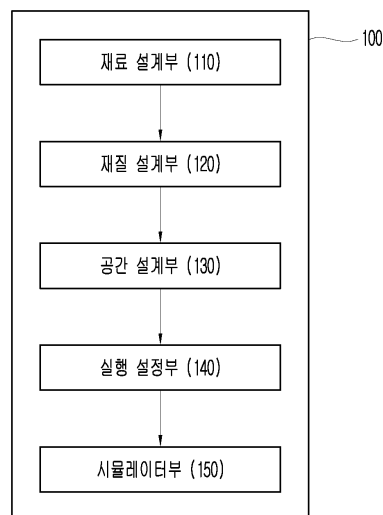 100
재료 설계부 (110)
재질 설계부 (120)
공간 설계부 (130)
실행 설정부 (140)
시뮬레이터부 (150)